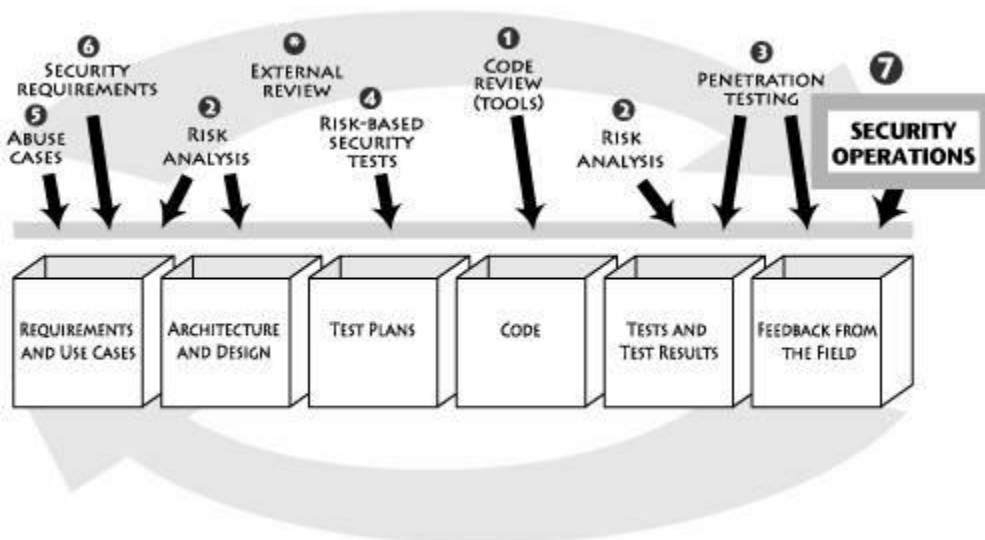 6
SECURITY
REQUIREMENTS
5
ABUSE
CASES
2
RISK
ANALYSIS
*
EXTERNAL
REVIEW
4
RISK-BASED
SECURITY
TESTS
1
CODE
REVIEW
(TOOLS)
2
RISK
ANALYSIS
3
PENETRATION
TESTING
7
SECURITY
OPERATIONS
REQUIREMENTS
AND USE CASES
ARCHITECTURE
AND DESIGN
TEST PLANS
CODE
TESTS AND
TEST RESULTS
FEEDBACK FROM
THE FIELD